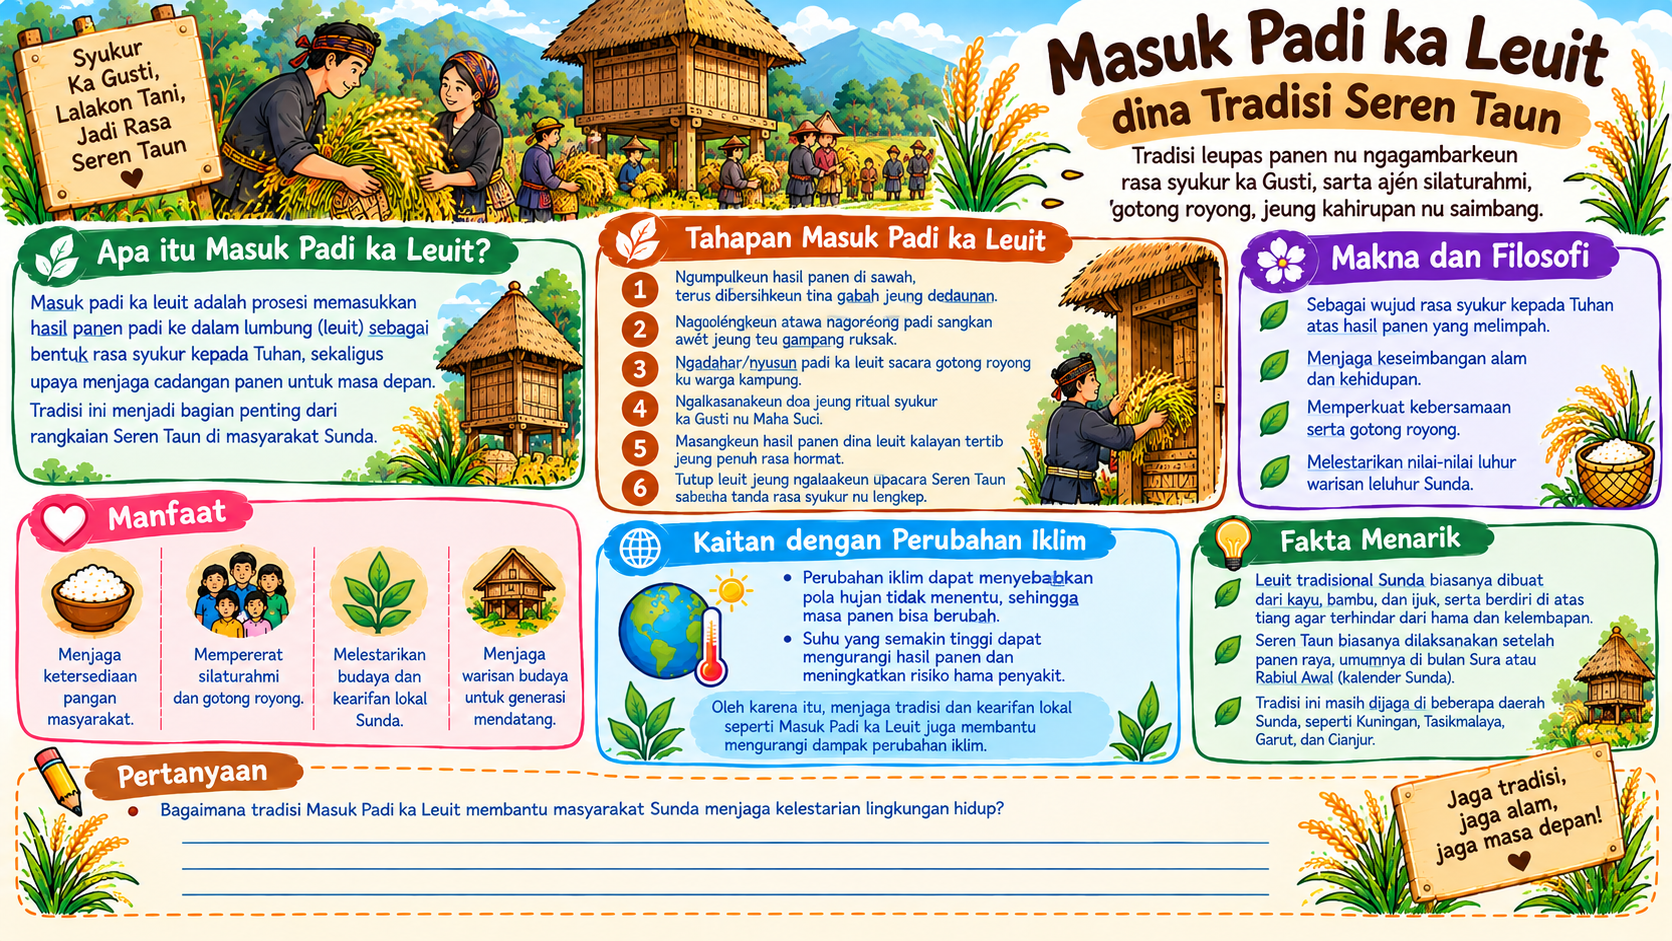 Syukur
Ka Gusti,
Lalakon Tani,
Jadi Rasa
Seren Taun
Masuk Padi ka Leuit
dina Tradisi Seren Taun
Tradisi leupas panen nu ngagambarkeun
rasa syukur ka Gusti, sarta ajén silaturahmi,
'gotong royong, jeung kahirupan nu saimbang.
Apa itu Masuk Padi ka Leuit?
Masuk padi ka leuit adalah prosesi memasukkan
hasil panen padi ke dalam lumbung (leuit) sebagai
bentuk rasa syukur kepada Tuhan, sekaligus
upaya menjaga cadangan panen untuk masa depan.
Tradisi ini menjadi bagian penting dari
rangkaian Seren Taun di masyarakat Sunda.
Tahapan Masuk Padi ka Leuit
1
Ngumpulkeun hasil panen di sawah,
terus dibersihkeun tina gabah jeung dedaunan.
2
Nagooléngkeun atawa nagoréong padi sangkan
awét jeung teu gampang ruksak.
3
Ngadahar/nyusun padi ka leuit sacara gotong royong
ku warga kampung.
4
Ngalkasanakeun doa jeung ritual syukur
ka Gusti nu Maha Suci.
5
Masangkeun hasil panen dina leuit kalayan tertib
jeung penuh rasa hormat.
6
Tutup leuit jeung ngalaakeun upacara Seren Taun
tanda rasa syukur nu lengkep.
Makna dan Filosofi
Sebagai wujud rasa syukur kepada Tuhan
atas hasil panen yang melimpah.
Menjaga keseimbangan alam
dan kehidupan.
Memperkuat kebersamaan
serta gotong royong.
Melestarikan nilai-nilai luhur
warisan leluhur Sunda.
Manfaat
Menjaga
ketersediaan
pangan
masyarakat.
Mempererat
silaturahmi
dan gotong royong.
Melestarikan
budaya dan
kearifan lokal
Sunda.
Menjaga
warisan budaya
untuk generasi
mendatang.
Kaitan dengan Perubahan Iklim
• Perubahan iklim dapat menyebabkan
pola hujan tidak menentu, sehingga
masa panen bisa berubah.
• Suhu yang semakin tinggi dapat
mengurangi hasil panen dan
meningkatkan risiko hama penyakit.
Oleh karena itu, menjaga tradisi dan kearifan lokal
seperti Masuk Padi ka Leuit juga membantu
mengurangi dampak perubahan iklim.
Fakta Menarik
Leuit tradisional Sunda biasanya dibuat
dari kayu, bambu, dan ijuk, serta berdiri di atas
tiang agar terhindar dari hama dan kelembapan.
Seren Taun biasanya dilaksanakan setelah
panen raya, umumnya di bulan Sura atau
Rabiul Awal (kalender Sunda).
Tradisi ini masih dijaga di beberapa daerah
Sunda, seperti Kuningan, Tasikmalaya,
Garut, dan Cianjur.
Pertanyaan
• Bagaimana tradisi Masuk Padi ka Leuit membantu masyarakat Sunda menjaga kelestarian lingkungan hidup?
Jaga tradisi,
jaga alam,
jaga masa depan!